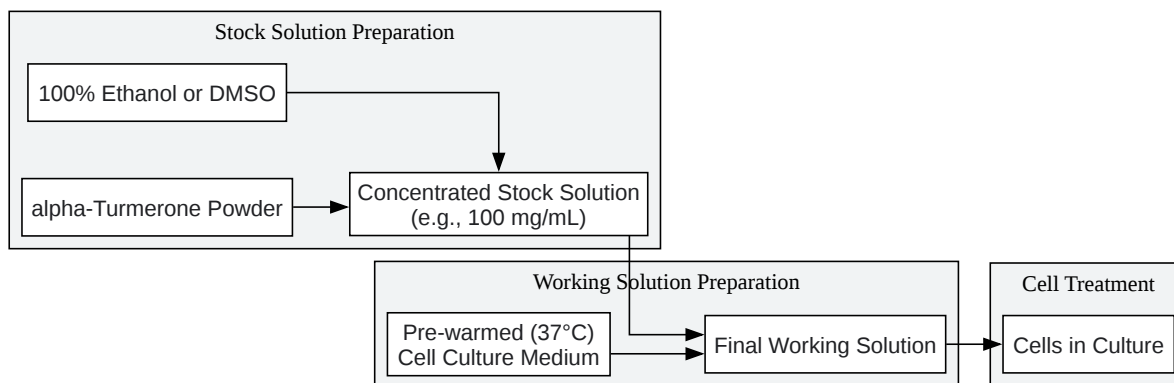 Stock Solution Preparation
100% Ethanol or DMSO
alpha-Turmerone Powder
Concentrated Stock Solution
(e.g., 100 mg/mL)
Working Solution Preparation
Pre-warmed (37°C)
Cell Culture Medium
Final Working Solution
Cell Treatment
Cells in Culture